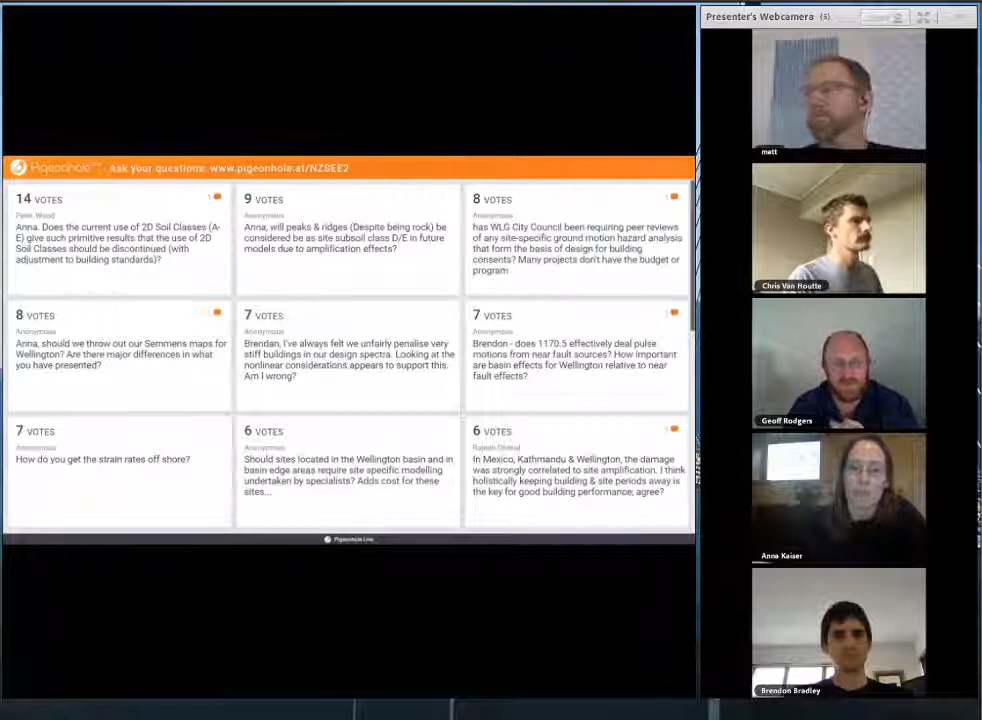 Presenter's Webcamera (5)
matt
Chris Van Houtte
Geoff Rodgers
Anna Kaiser
Brendon Bradley
Pigeonhole Ask your questions: www.pigeonhole.at/NZSEE2
14 VOTES
Peter Wood
Anna. Does the current use of 2D Soil Classes (A-
E) give such primitive results that the use of 2D
Soil Classes should be discontinued (with
adjustment to building standards)?
9 VOTES
Anonymous
Anna, will peaks & ridges (Despite being rock) be
considered be as site subsoil class D/E in future
models due to amplification effects?
8 VOTES
Anonymous
has WLG City Council been requiring peer reviews
of any site-specific ground motion hazard analysis
that form the basis of design for building
consents? Many projects don't have the budget or
program
8 VOTES
Anonymous
Anna, should we throw out our Semmens maps for
Wellington? Are there major differences in what
you have presented?
7 VOTES
Anonymous
Brendan, I've always felt we unfairly penalise very
stiff buildings in our design spectra. Looking at the
nonlinear considerations appears to support this.
Am I wrong?
7 VOTES
Anonymous
Brendon - does 1170.5 effectively deal pulse
motions from near fault sources? How important
are basin effects for Wellington relative to near
fault effects?
7 VOTES
Anonymous
How do you get the strain rates off shore?
6 VOTES
Anonymous
Should sites located in the Wellington basin and in
basin edge areas require site specific modelling
undertaken by specialists? Adds cost for these
sites...
6 VOTES
Rajesh
In Mexico, Kathmandu & Wellington, the damage
was strongly correlated to site amplification. I think
holistically keeping building & site periods away is
the key for good building performance; agree?
Pigeonhole Live